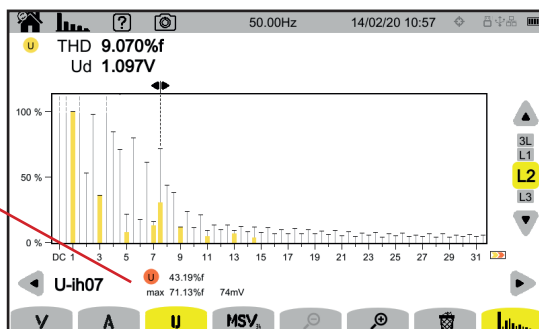 ? 50.00Hz 14/02/20 10:57
U THD 9.070%f
Ud 1.097V
100 %
50 %
0 %
DC 1 3 5 7 9 11 13 15 17 19 21 23 25 27 29 31
3L
L1
L2
L3
U-ih07 U 43.19%f
max 71.13%f 74mV
V A U MSV